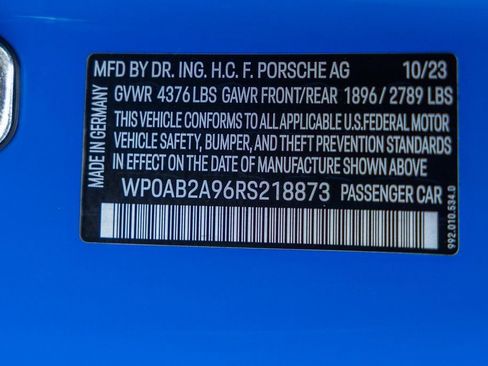 MFD BY DR. ING. H.C. F. PORSCHE AG 10/23
GVWR 4376 LBS GAWR FRONT/REAR 1896/2789 LBS
THIS VEHICLE CONFORMS TO ALL APPLICABLE U.S.FEDERAL MOTOR
VEHICLE SAFETY, BUMPER, AND THEFT PREVENTION STANDARDS
IN EFFECT ON THE DATE OF MANUFACTURE SHOWN ABOVE
WP0AB2A96RS218873 PASSENGER CAR
MADE IN GERMANY
992.010.534.D